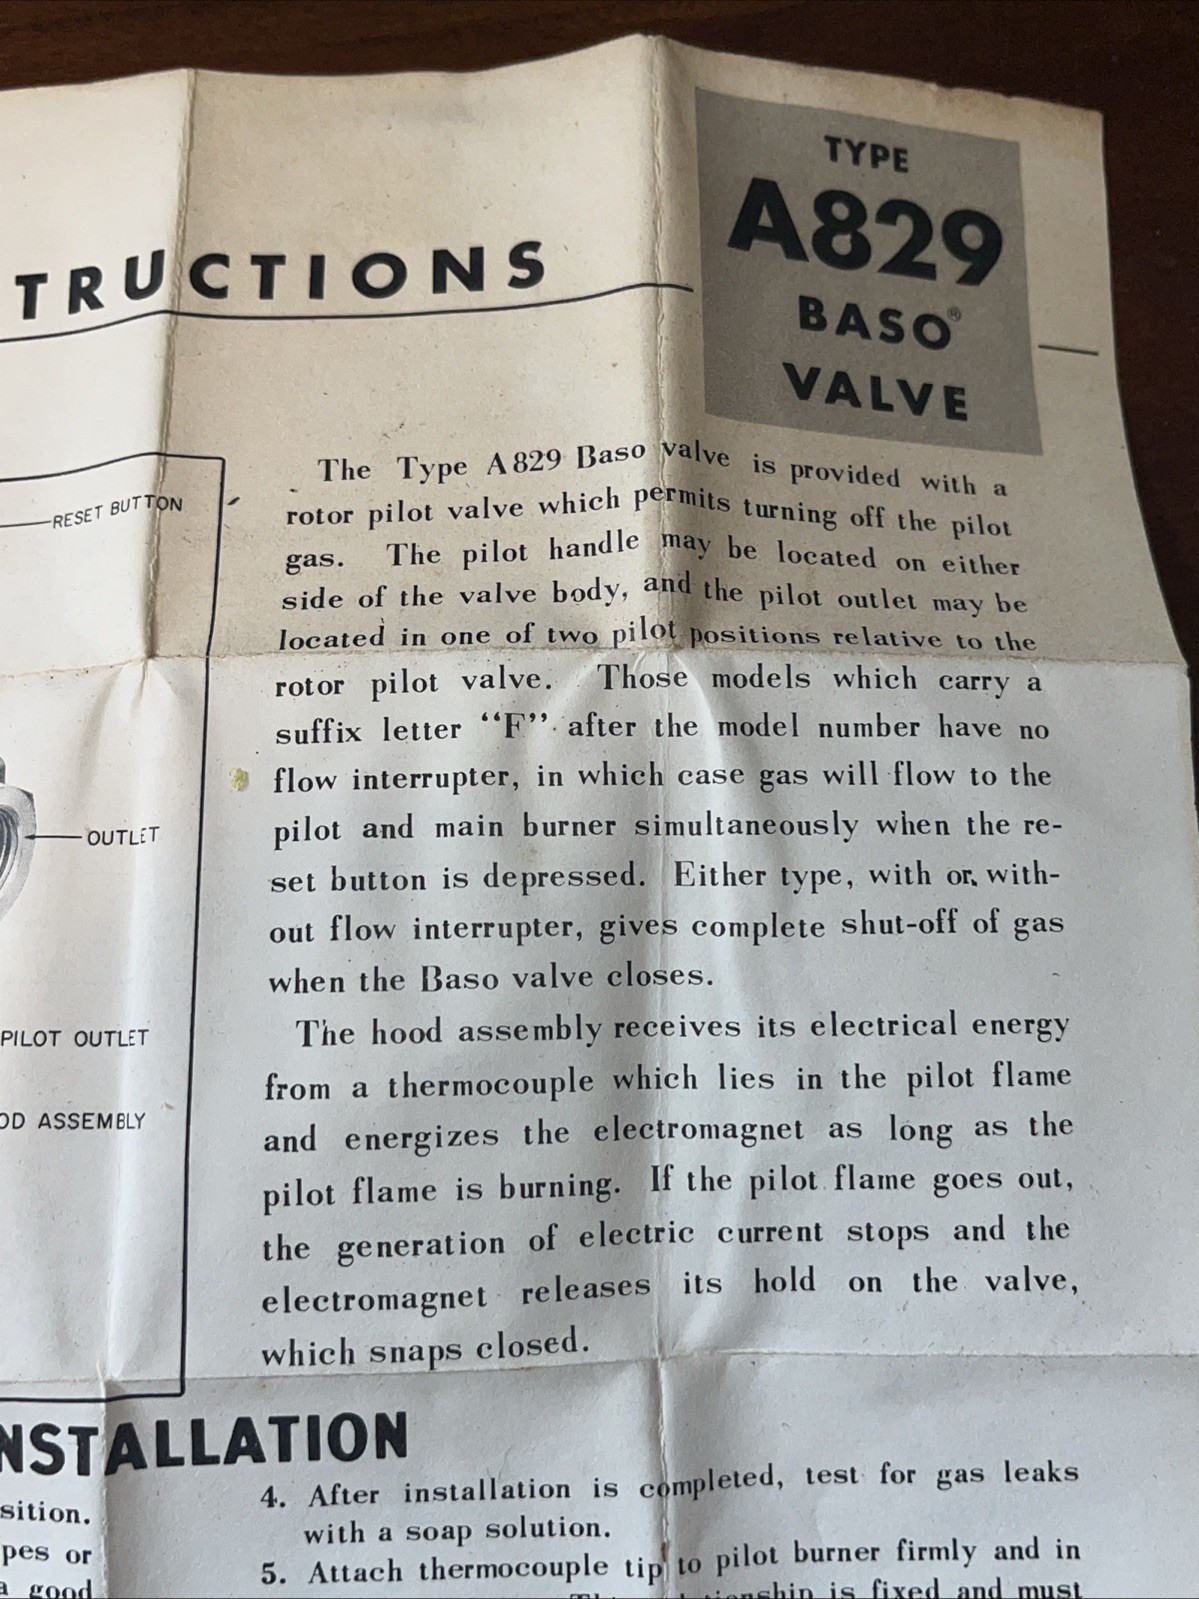 TRUCTIONS
TYPE
A829
BASO®
VALVE
RESET BUTTON
OUTLET
PILOT OUTLET
OD ASSEMBLY
The Type A829 Baso valve is provided with a
rotor pilot valve which permits turning off the pilot
gas. The pilot handle may be located on either
side of the valve body, and the pilot outlet may be
located in one of two pilot positions relative to the
rotor pilot valve. Those models which carry a
suffix letter “F” after the model number have no
flow interrupter, in which case gas will flow to the
pilot and main burner simultaneously when the re-
set button is depressed. Either type, with or with-
out flow interrupter, gives complete shut-off of gas
when the Baso valve closes.
The hood assembly receives its electrical energy
from a thermocouple which lies in the pilot flame
and energizes the electromagnet as long as the
pilot flame is burning. If the pilot flame goes out,
the generation of electric current stops and the
electromagnet releases its hold on the valve,
which snaps closed.
NSTALLATION
sition.
pes or
a good
4. After installation is completed, test for gas leaks
with a soap solution.
5. Attach thermocouple tip to pilot burner firmly and in
ionship is fixed and must